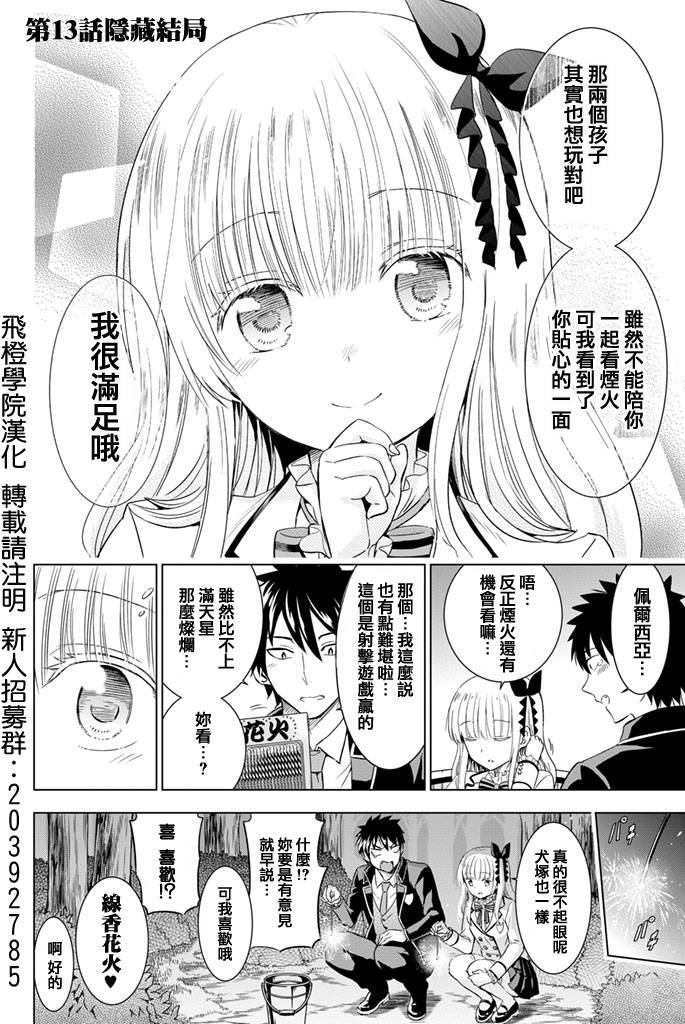 第13話隱藏結局
那兩個孩子
其實也想玩對吧
雖然不能陪你
一起看煙火
可我看到了
你貼心的一面
我很滿足哦
佩爾西亞…
唔…
反正煙火還有
機會看嘛…
那個…我這麼說
也有點難堪啦…
這個是射擊遊戲贏的
雖然比不上
滿天星
那麼燦爛…
妳看…?
花火
パチ
パチ
真的很不起眼呢
犬塚也一樣
什麼!?
妳要是有意見
就早說…
可我喜歡哦
喜 喜歡!?
線香花火♥
啊 好的
飛橙學院漢化 轉載請注明 新人招募群:20392785